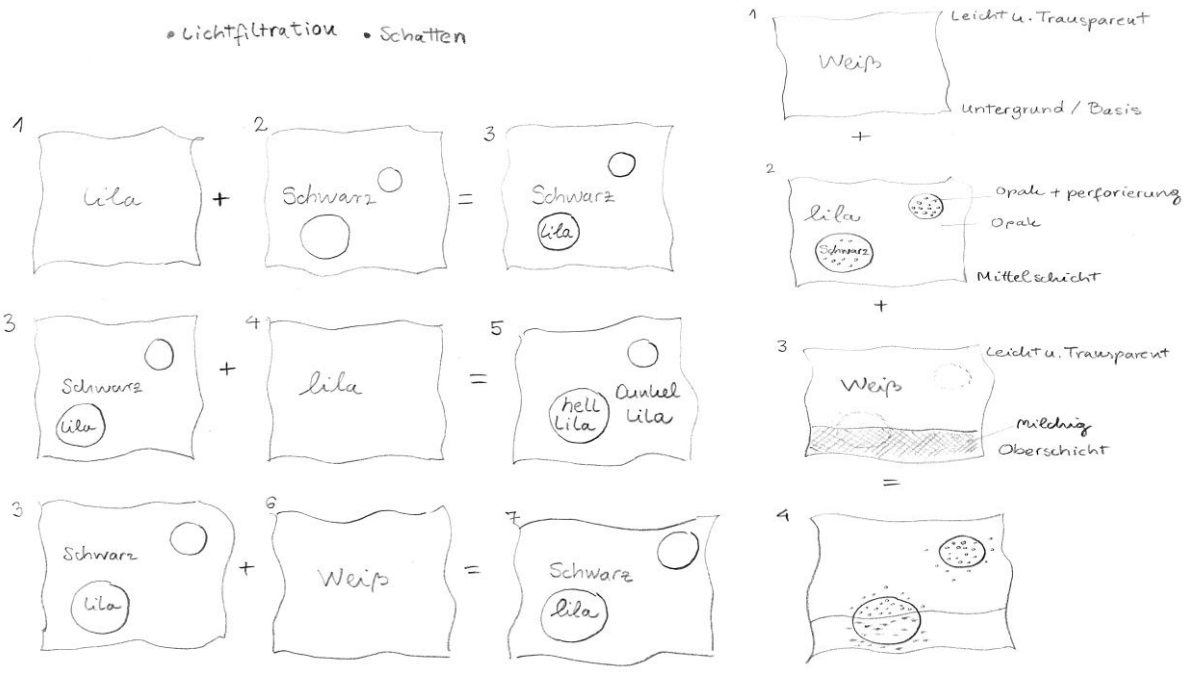 • Lichtfiltration • Schatten
1
Lila
+
2
Schwarz
=
3
Schwarz
Lila
3
Schwarz
Lila
+
4
lila
=
5
hell
Lila
Dunkel
Lila
3
Schwarz
Lila
+
6
Weiß
=
7
Schwarz
lila
1
Leicht u. Transparent
Weiß
Untergrund / Basis
+
2
Opak + perforierung
lila
Opak
Schwarz
Mittelschicht
+
3
Leicht u. Transparent
Weiß
Milchig
Oberschicht
=
4